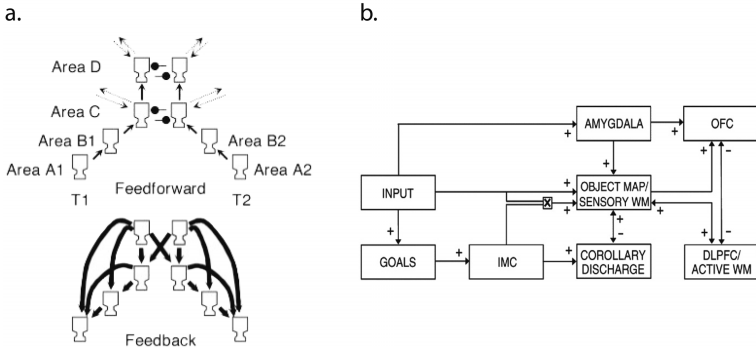 a.
Area D
Area C
Area B1
Area B2
Area A1
Area A2
T1
Feedforward
T2
Feedback
b.
AMYGDALA
OFC
+
+
+
+
-
INPUT
+
OBJECT MAP/
SENSORY WM
X
+
+
+
+
-
+
-
GOALS
+
IMC
+
COROLLARY
DISCHARGE
DLPFC/
ACTIVE WM